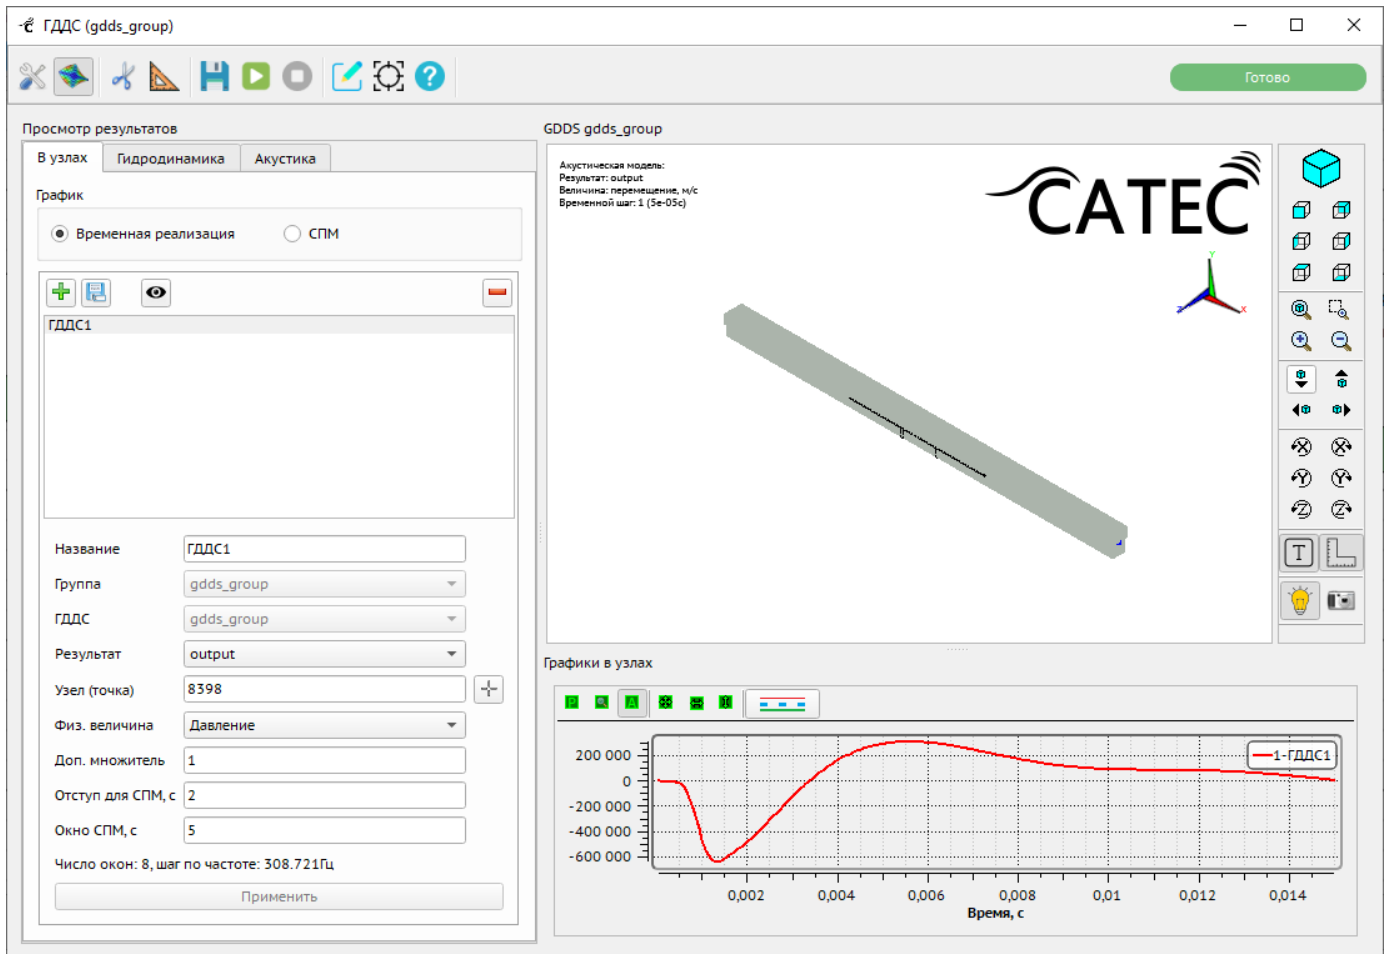 ГДДС (gdds_group)
Готово
Просмотр результатов
В узлах
Гидродинамика
Акустика
График
Временная реализация
СПМ
ГДДС1
Название
ГДДС1
Группа
gdds_group
ГДДС
gdds_group
Результат
output
Узел (точка)
8398
Физ. величина
Давление
Доп. множитель
1
Отступ для СПМ, с
2
Окно СПМ, с
5
Число окон: 8, шаг по частоте: 308.721Гц
Применить
GDDS gdds_group
Акустическая модель:
Результат: output
Величина: перемещение, м/с
Временной шаг: 1 (5e-05с)
CATEC
Y
Z
X
X
X
Y
Y
Z
Z
T
Графики в узлах
P
A
200 000
0
-200 000
-400 000
-600 000
1-ГДДС1
0,002
0,004
0,006
0,008
0,01
0,012
0,014
Время, с